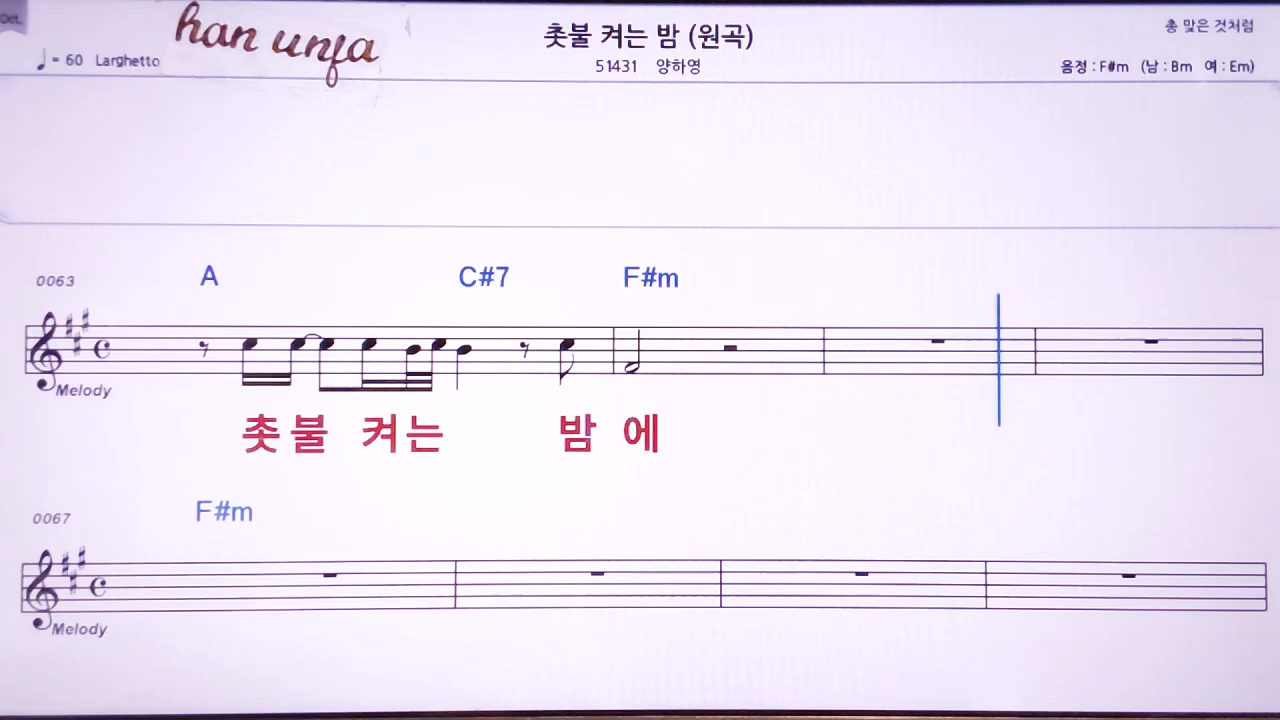 Det.
han unja
촛불 켜는 밤 (원곡)
총 맞은 것처럼
♩ = 60 Larghetto
51431 양하영
음정 : F#m (남 : Bm 여 : Em)
0063
A C#7 F#m
Melody
촛불 켜는 밤 에
0067
F#m
Melody